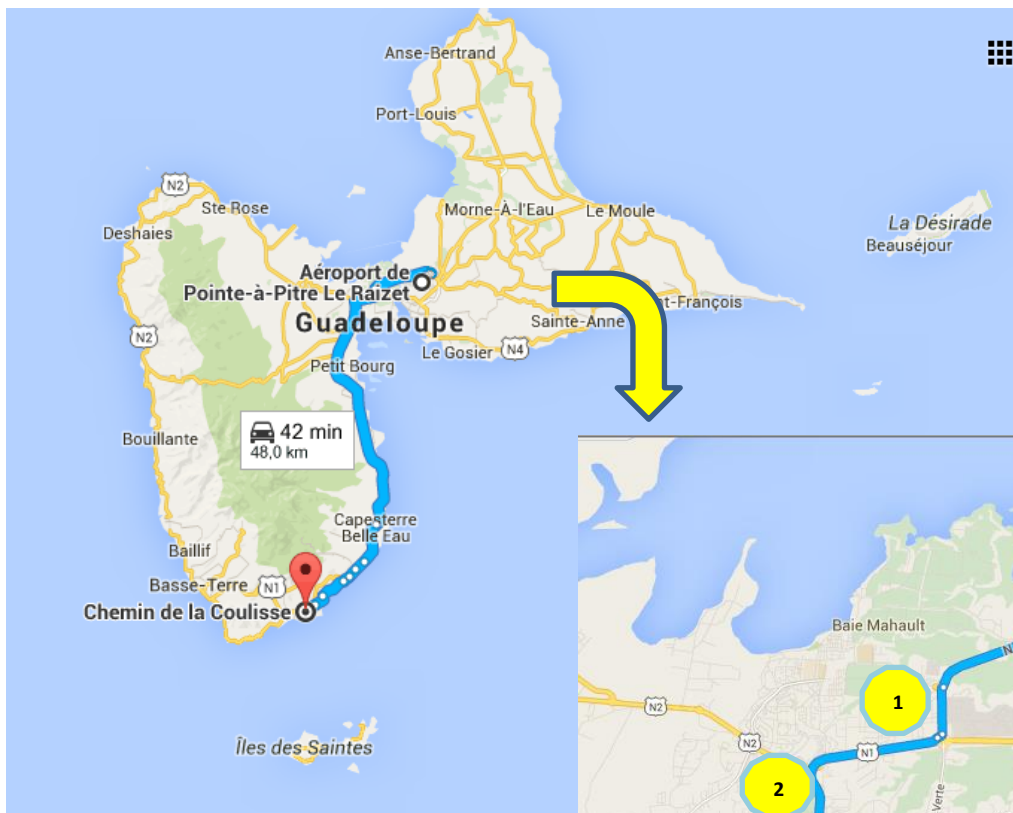 Anse-Bertrand
Port-Louis
N2
Ste Rose
Morne-À-l'Eau
Le Moule
La Désirade
Beauséjour
Deshaies
Aéroport de
Pointe-à-Pitre Le Raizet
Guadeloupe
N2
Sainte-Anne
Le Gosier
N4
Petit Bourg
42 min
48,0 km
Bouillante
Capesterre
Belle Eau
Baillif
Basse-Terre
N1
Chemin de la Coulisse
Îles des Saintes
Baie Mahault
1
N2
N2
N1
2
Verte